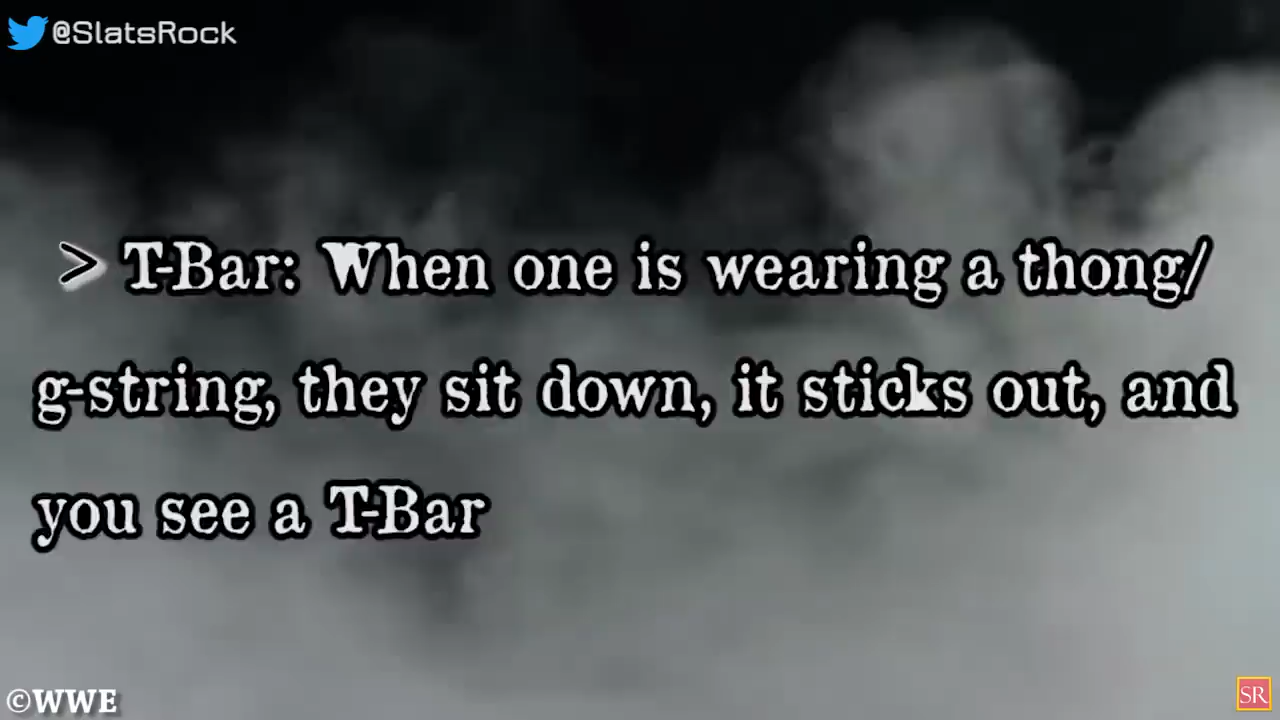 @SlatsRock
> T-Bar: When one is wearing a thong/
g-string, they sit down, it sticks out, and
you see a T-Bar
©WWE
SR